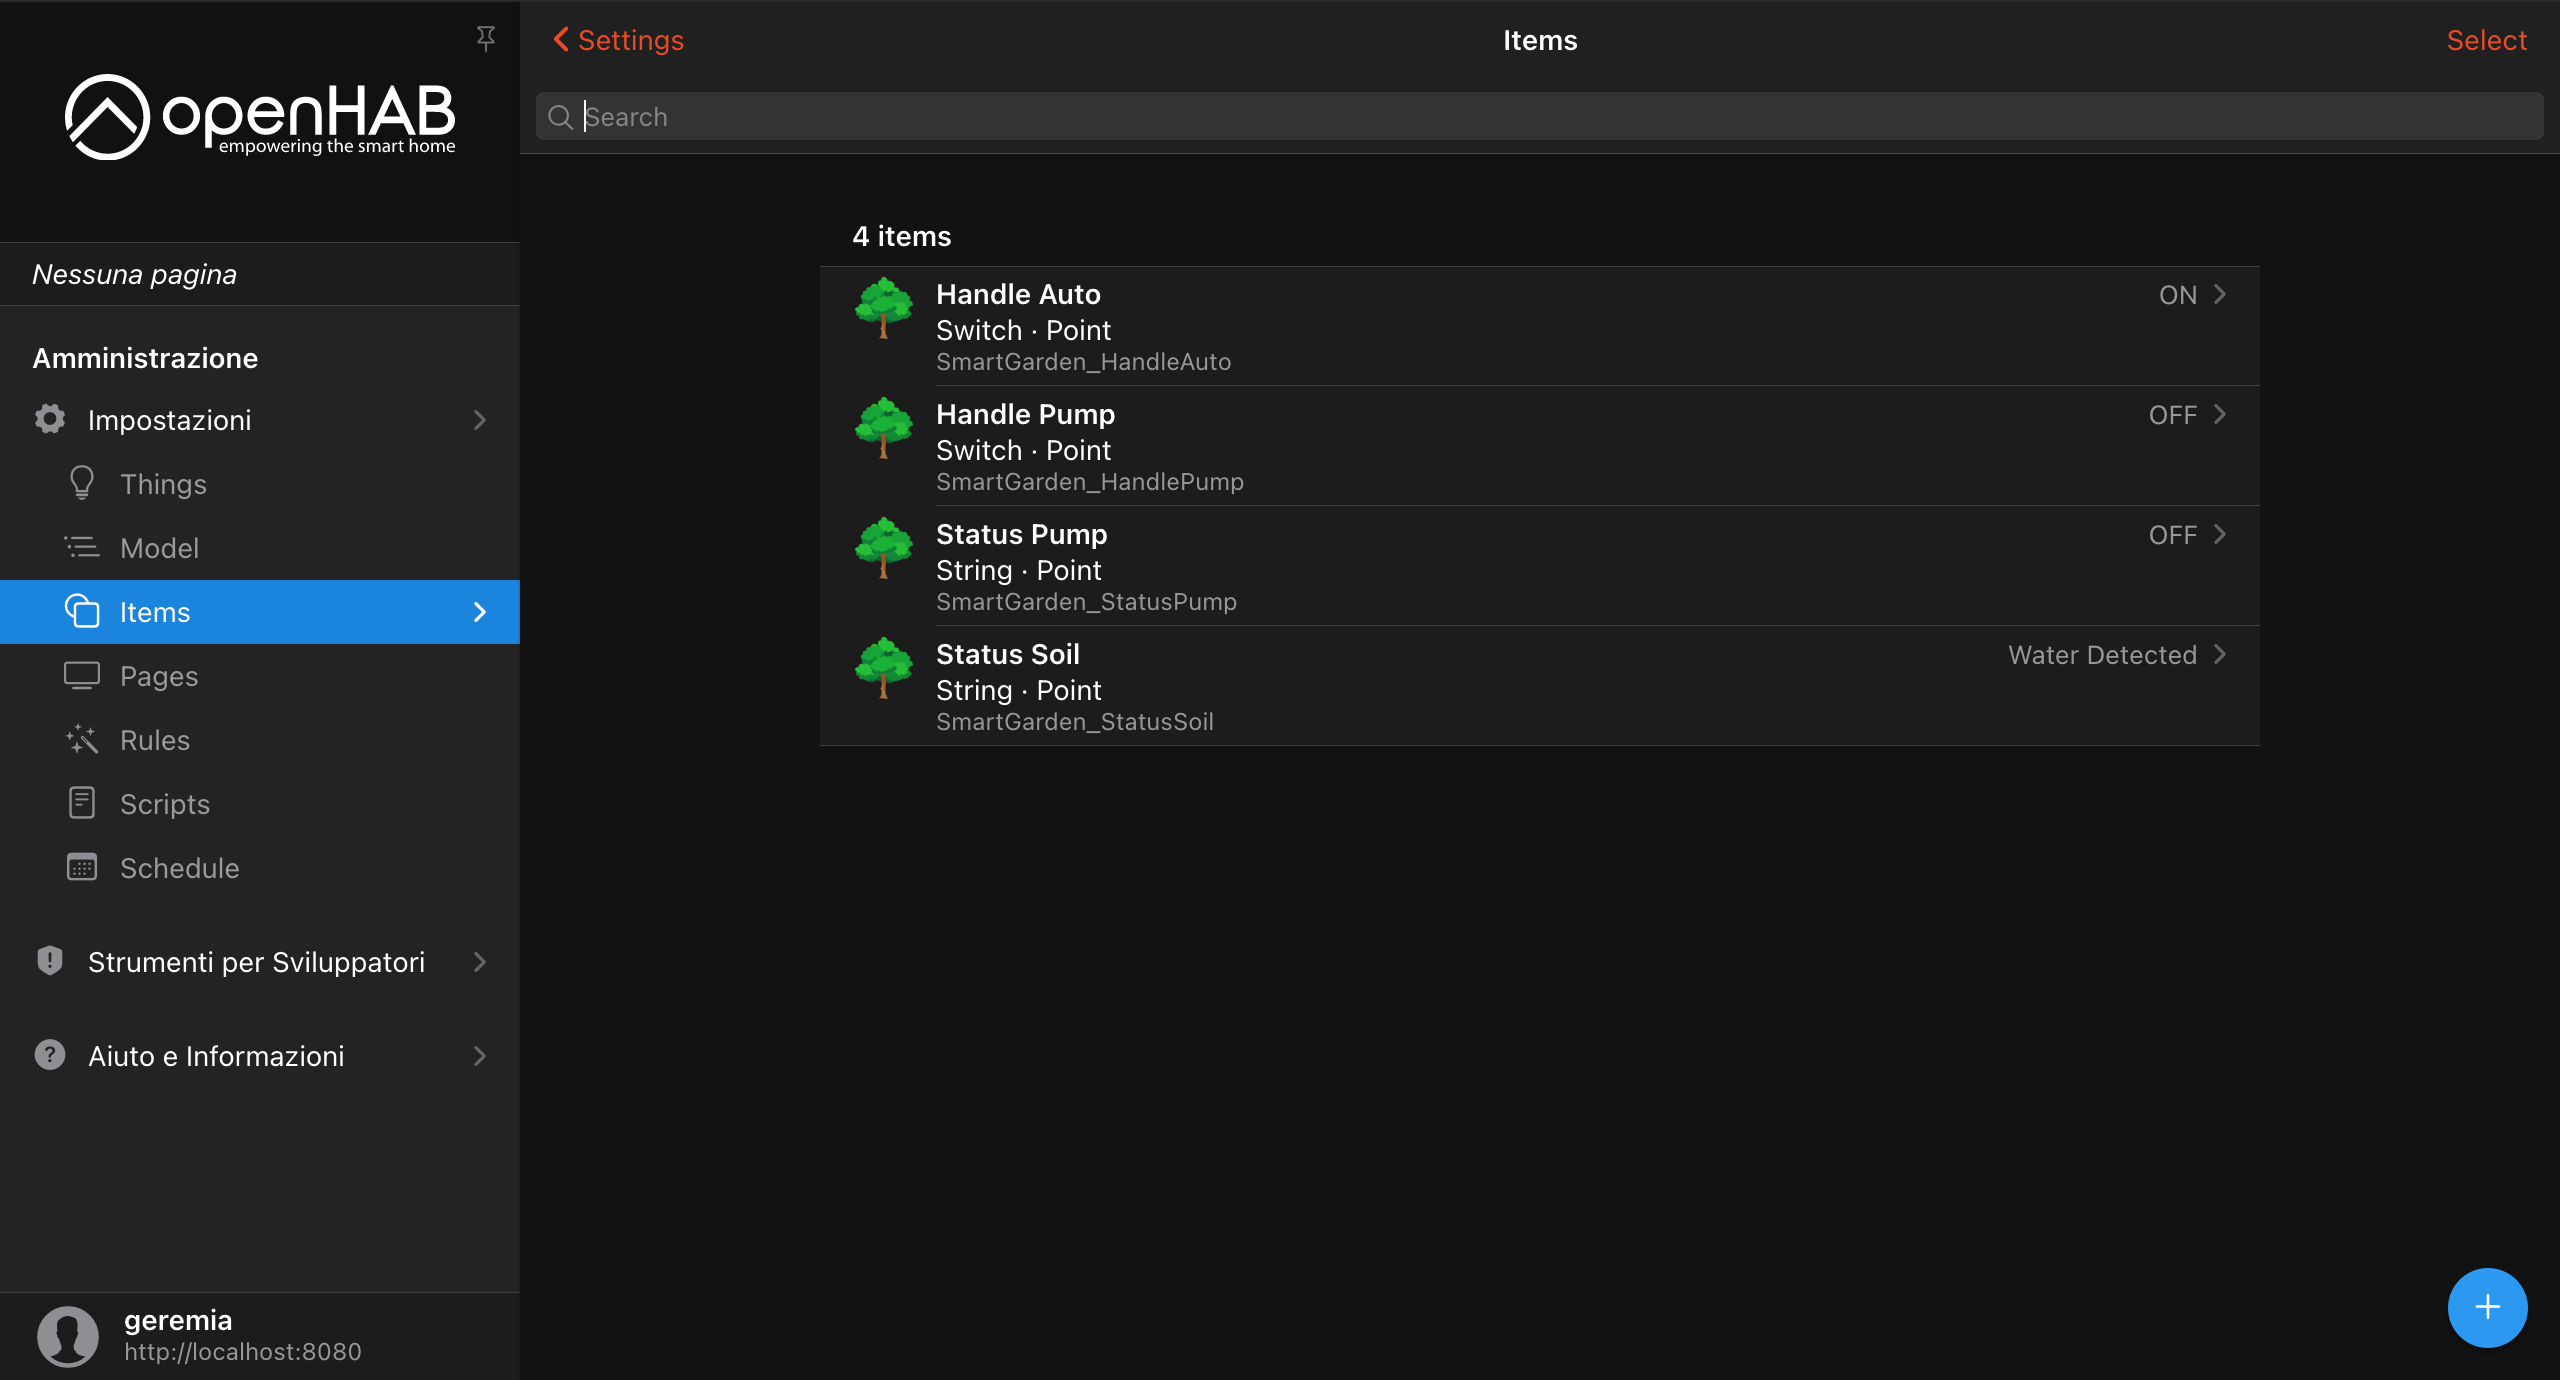 openHAB
empowering the smart home
Nessuna pagina
Amministrazione
Impostazioni
Things
Model
Items
Pages
Rules
Scripts
Schedule
Strumenti per Sviluppatori
Aiuto e Informazioni
geremia
http://localhost:8080
Settings
Items
Select
Search
4 items
Handle Auto
ON
Switch · Point
SmartGarden_HandleAuto
Handle Pump
OFF
Switch · Point
SmartGarden_HandlePump
Status Pump
OFF
String · Point
SmartGarden_StatusPump
Status Soil
Water Detected
String · Point
SmartGarden_StatusSoil